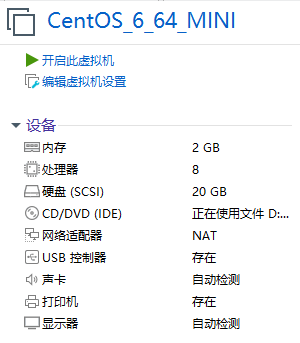 CentOS_6_64_MINI
开启此虚拟机
编辑虚拟机设置
设备
内存 2 GB
处理器 8
硬盘 (SCSI) 20 GB
CD/DVD (IDE) 正在使用文件 D:...
网络适配器 NAT
USB 控制器 存在
声卡 自动检测
打印机 存在
显示器 自动检测